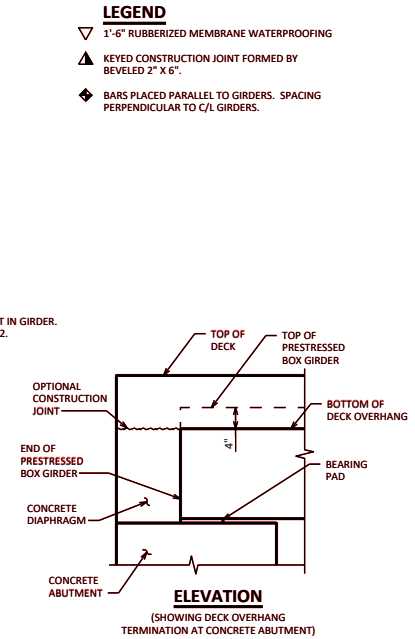 LEGEND
1'-6" RUBBERIZED MEMBRANE WATERPROOFING
KEYED CONSTRUCTION JOINT FORMED BY
BEVELED 2" X 6".
BARS PLACED PARALLEL TO GIRDERS. SPACING
PERPENDICULAR TO C/L GIRDERS.
T IN GIRDER.
2.
TOP OF
DECK
TOP OF
PRESTRESSED
BOX GIRDER
OPTIONAL
CONSTRUCTION
JOINT
BOTTOM OF
DECK OVERHANG
4"
END OF
PRESTRESSED
BOX GIRDER
BEARING
PAD
CONCRETE
DIAPHRAGM
CONCRETE
ABUTMENT
ELEVATION
(SHOWING DECK OVERHANG
TERMINATION AT CONCRETE ABUTMENT)